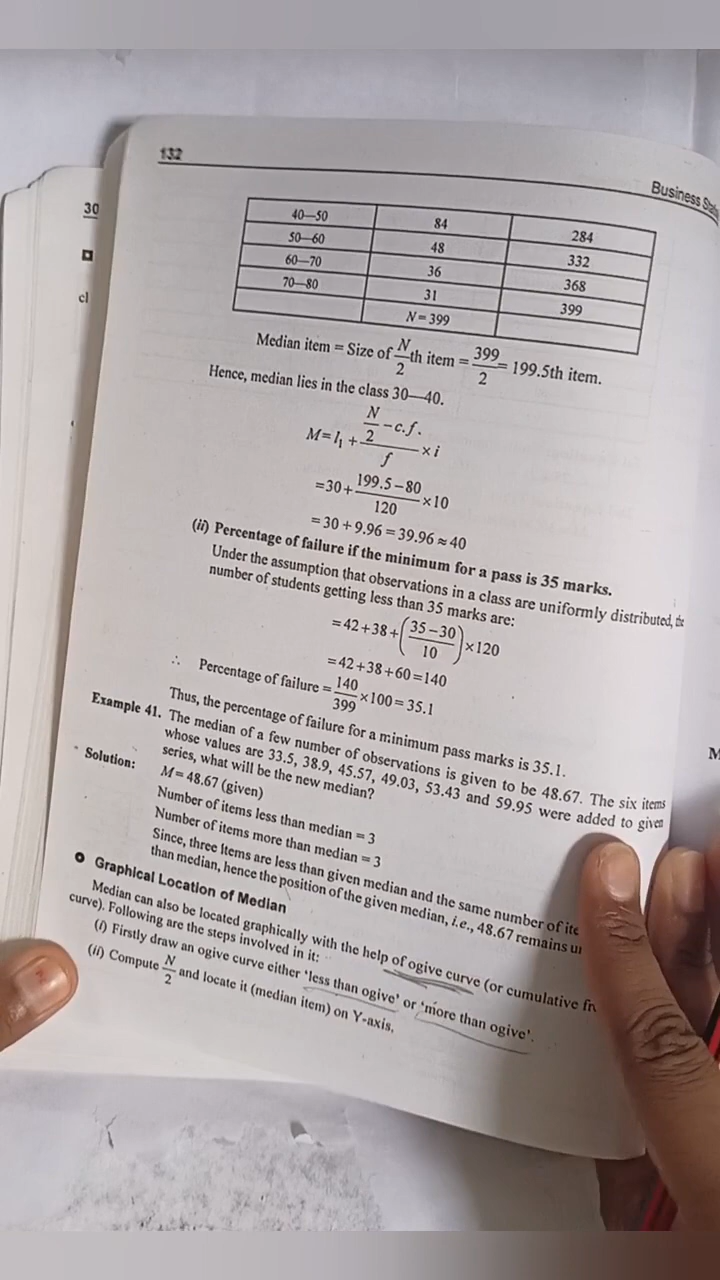 132
Business
30
cl
40—50 84 284
50—60 48 332
60—70 36 368
70—80 31 399
N = 399
Median item = Size of N/2 th item = 399/2 = 199.5th item.
Hence, median lies in the class 30—40.
M = l₁ + (N/2 − c.f.)/f × i
= 30 + (199.5 − 80)/120 × 10
= 30 + 9.96 = 39.96 ≈ 40
(ii) Percentage of failure if the minimum for a pass is 35 marks.
Under the assumption that observations in a class are uniformly distributed, the
number of students getting less than 35 marks are:
= 42 + 38 + ((35 − 30)/10) × 120
= 42 + 38 + 60 = 140
∴ Percentage of failure = 140/399 × 100 = 35.1
Thus, the percentage of failure for a minimum pass marks is 35.1.
Example 41. The median of a few number of observations is given to be 48.67. The six items
whose values are 33.5, 38.9, 45.57, 49.03, 53.43 and 59.95 were added to given
series, what will be the new median?
Solution: M = 48.67 (given)
Number of items less than median = 3
Number of items more than median = 3
Since, three items are less than given median and the same number of
than median, hence the position of the given median, i.e., 48.67 remains
Graphical Location of Median
Median can also be located graphically with the help of ogive curve (or cumulative
curve). Following are the steps involved in it:
(i) Firstly draw an ogive curve either 'less than ogive' or 'more than ogive'.
(ii) Compute N/2 and locate it (median item) on Y-axis.
M